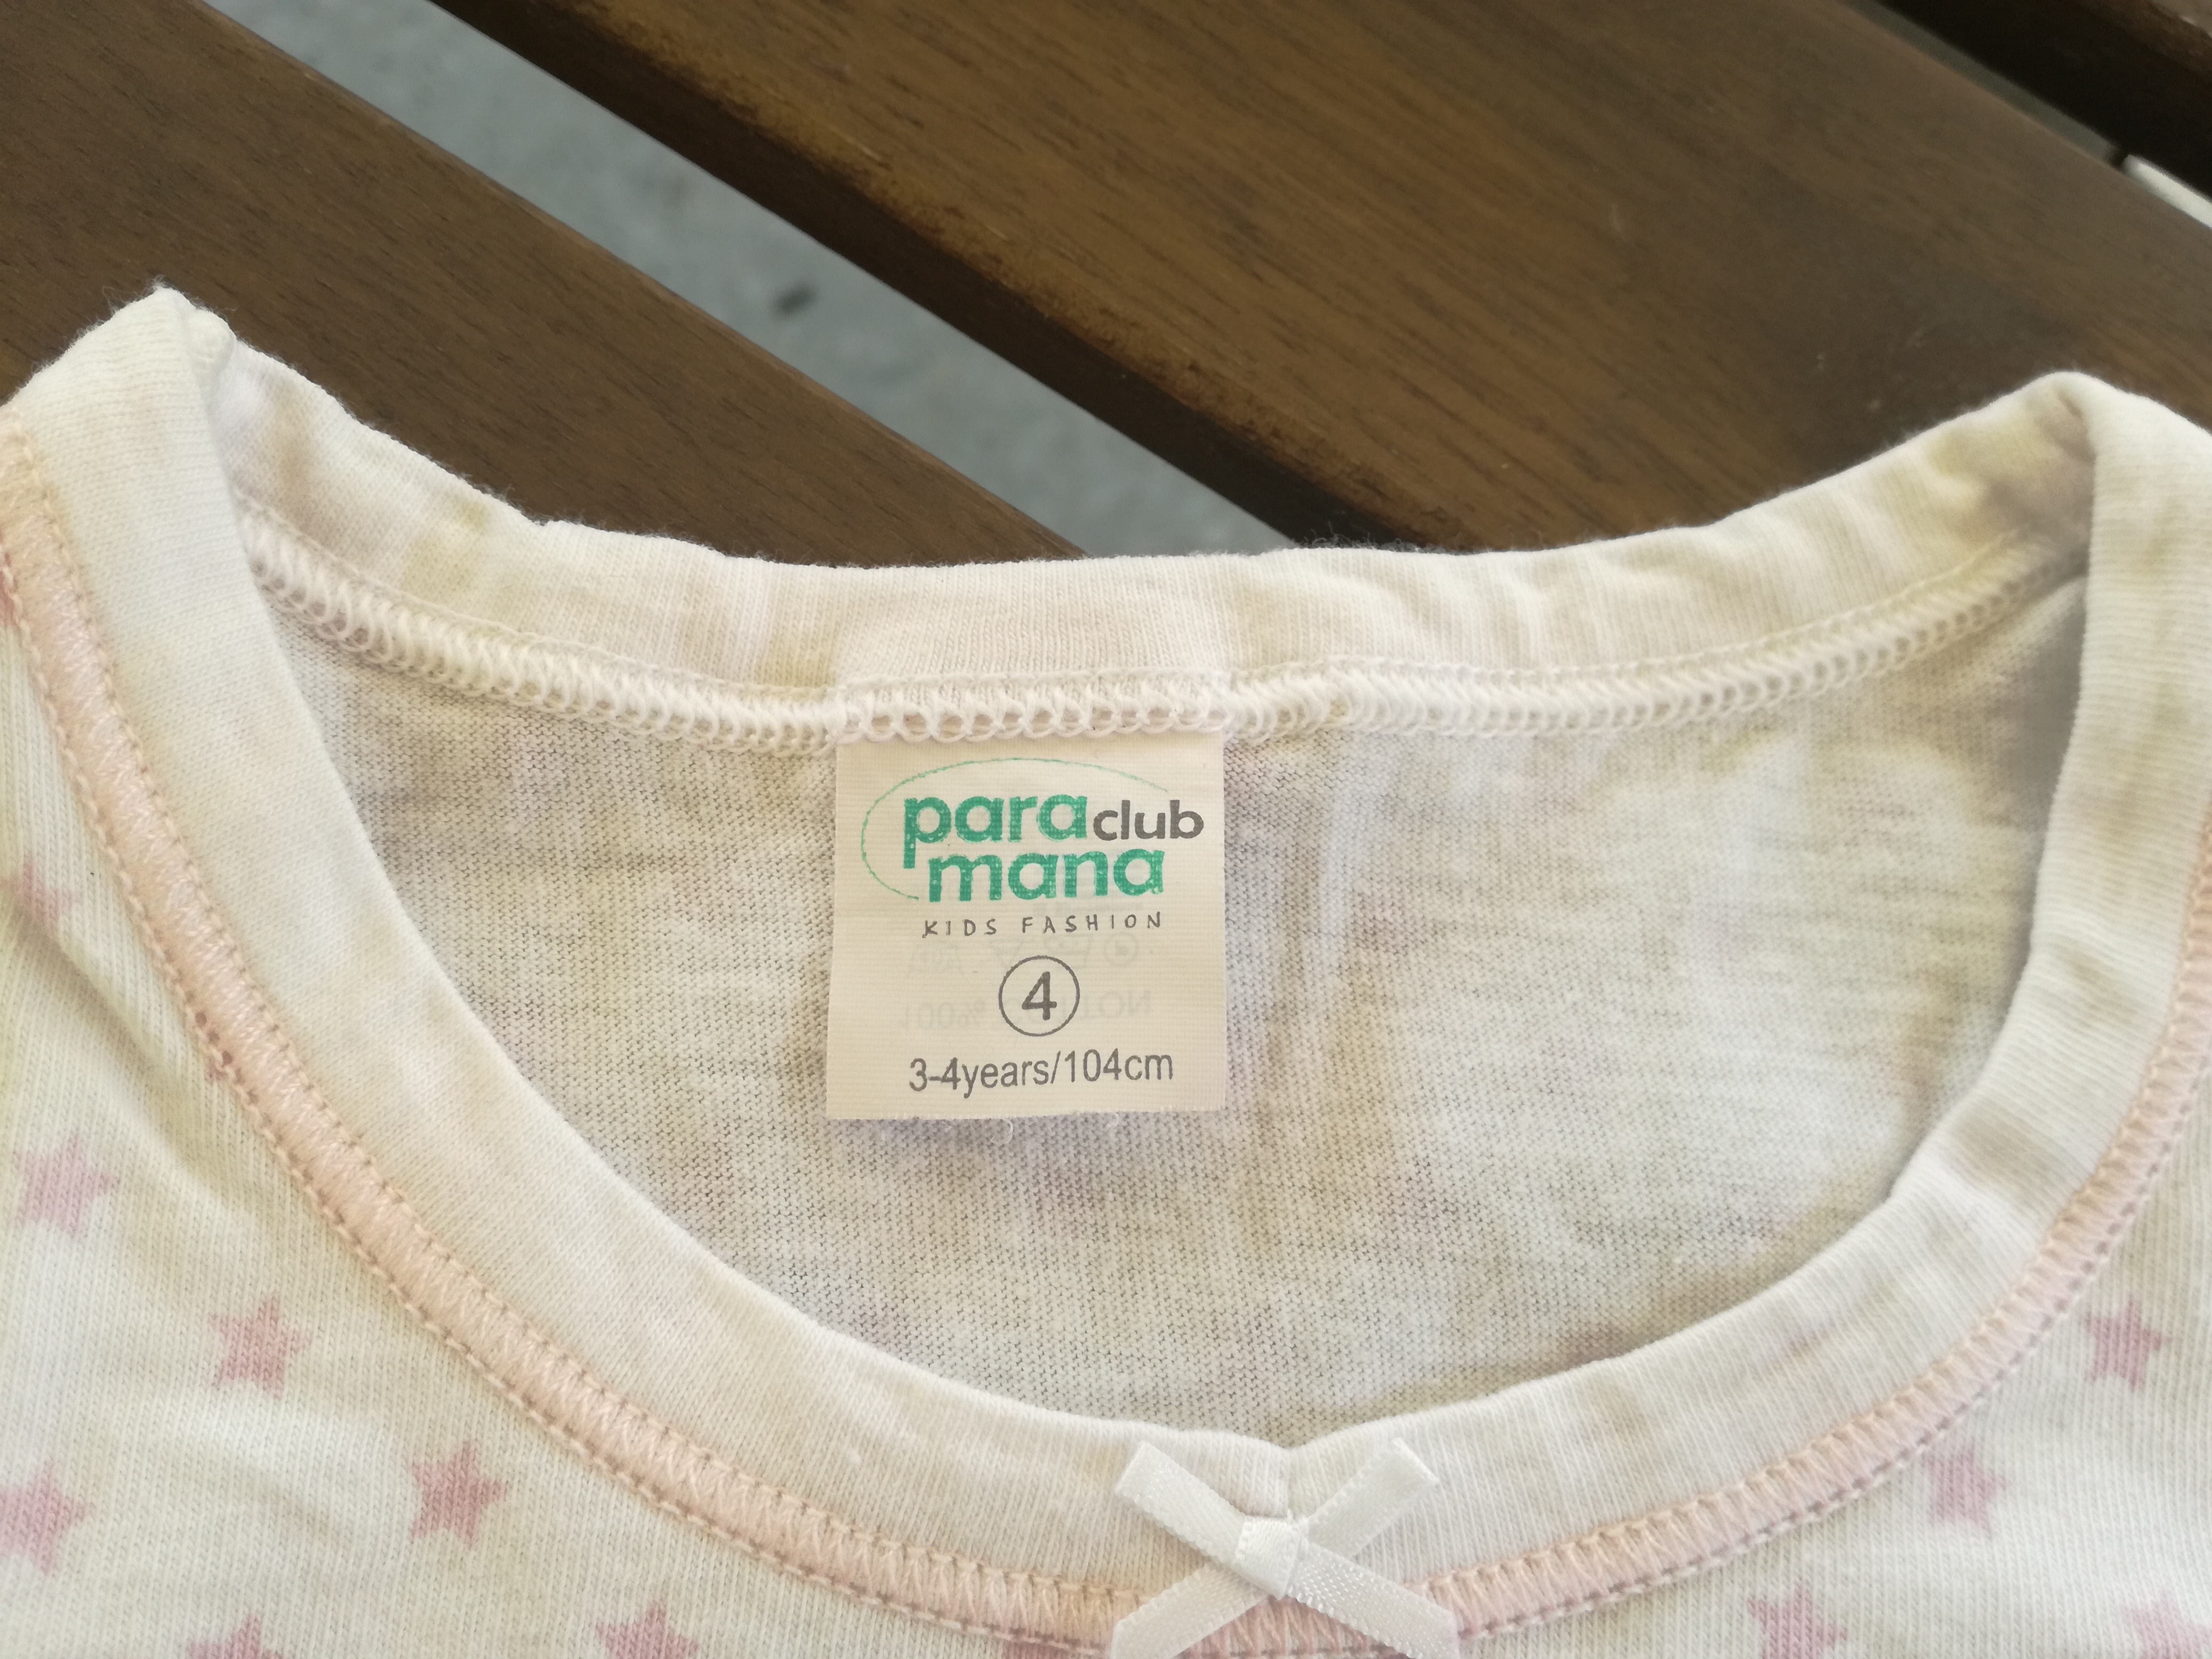 para club
mana
KIDS FASHION
4
3-4years/104cm